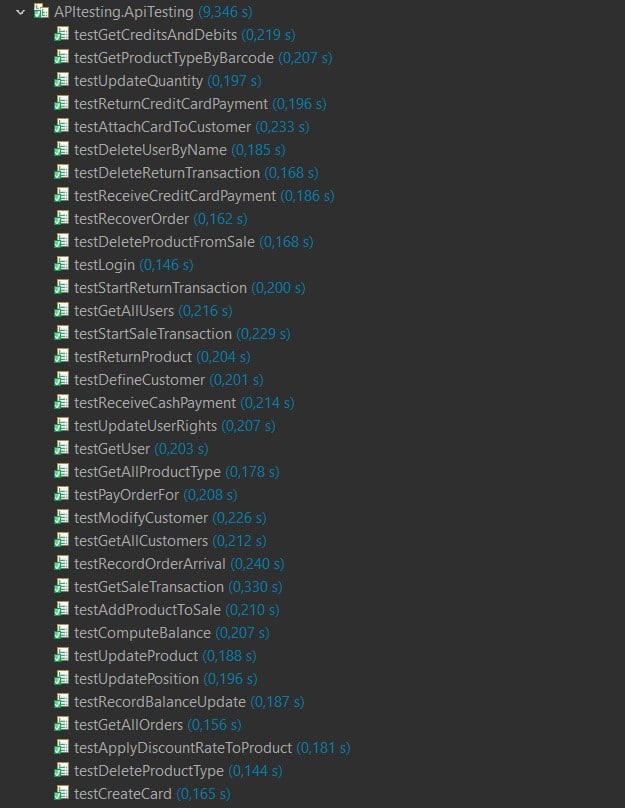 APItesting.ApiTesting (9,346 s)
testGetCreditsAndDebits (0,219 s)
testGetProductTypeByBarcode (0,207 s)
testUpdateQuantity (0,197 s)
testReturnCreditCardPayment (0,196 s)
testAttachCardToCustomer (0,233 s)
testDeleteUserByName (0,185 s)
testDeleteReturnTransaction (0,168 s)
testReceiveCreditCardPayment (0,186 s)
testRecoverOrder (0,162 s)
testDeleteProductFromSale (0,168 s)
testLogin (0,146 s)
testStartReturnTransaction (0,200 s)
testGetAllUsers (0,216 s)
testStartSaleTransaction (0,229 s)
testReturnProduct (0,204 s)
testDefineCustomer (0,201 s)
testReceiveCashPayment (0,214 s)
testUpdateUserRights (0,207 s)
testGetUser (0,203 s)
testGetAllProductType (0,178 s)
testPayOrderFor (0,208 s)
testModifyCustomer (0,226 s)
testGetAllCustomers (0,212 s)
testRecordOrderArrival (0,240 s)
testGetSaleTransaction (0,330 s)
testAddProductToSale (0,210 s)
testComputeBalance (0,207 s)
testUpdateProduct (0,188 s)
testUpdatePosition (0,196 s)
testRecordBalanceUpdate (0,187 s)
testGetAllOrders (0,156 s)
testApplyDiscountRateToProduct (0,181 s)
testDeleteProductType (0,144 s)
testCreateCard (0,165 s)